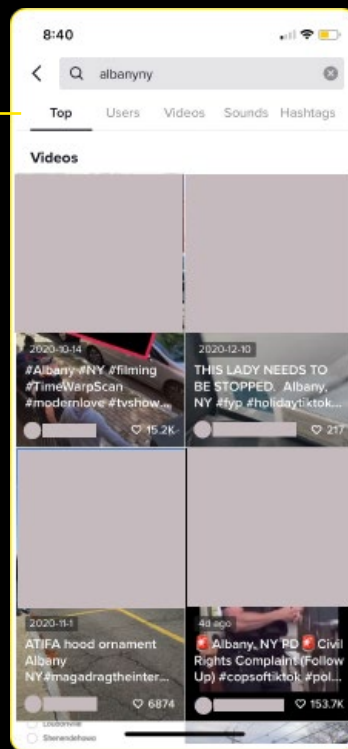 8:40
albanyny
Top Users Videos Sounds Hashtags
Videos
2020-10-14
#Albany #NY #filming
#TimeWarpScan
#modernlove #tvshow...
15.2K
2020-12-10
THIS LADY NEEDS TO
BE STOPPED. Albany,
NY #fyp #holidaytiktok...
217
2020-11-1
ATIFA hood ornament
Albany
NY#magadragtheinter...
6874
4d ago
🚨Albany, NY PD🚨Civil
Rights Complaint (Follow
Up) #copsoftiktok #pol...
153.7K
Loudonville
Shenendehowa